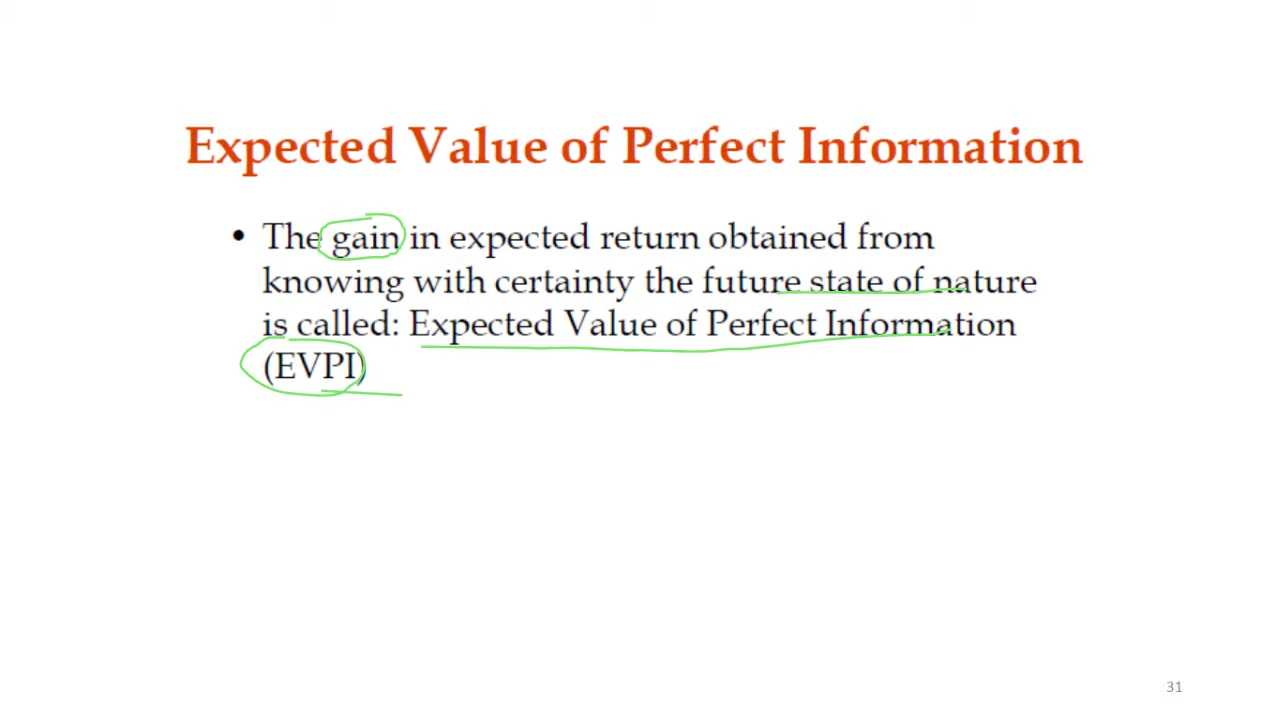 Expected Value of Perfect Information
• The gain in expected return obtained from
knowing with certainty the future state of nature
is called: Expected Value of Perfect Information
(EVPI)
31